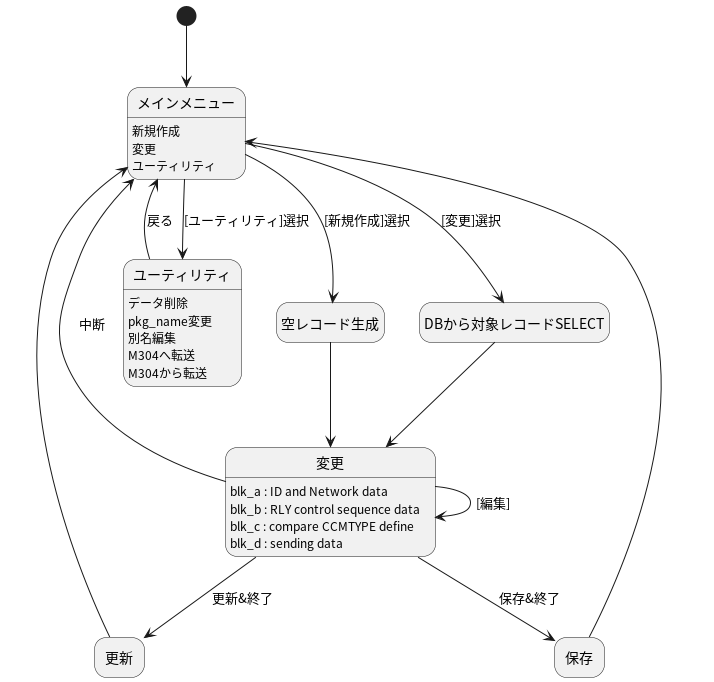 メインメニュー
新規作成
変更
ユーティリティ
戻る
[ユーティリティ]選択
[新規作成]選択
[変更]選択
ユーティリティ
データ削除
pkg_name変更
別名編集
M304へ転送
M304から転送
空レコード生成
DBから対象レコードSELECT
中断
変更
blk_a : ID and Network data
blk_b : RLY control sequence data
blk_c : compare CCMTYPE define
blk_d : sending data
[編集]
更新&終了
保存&終了
更新
保存